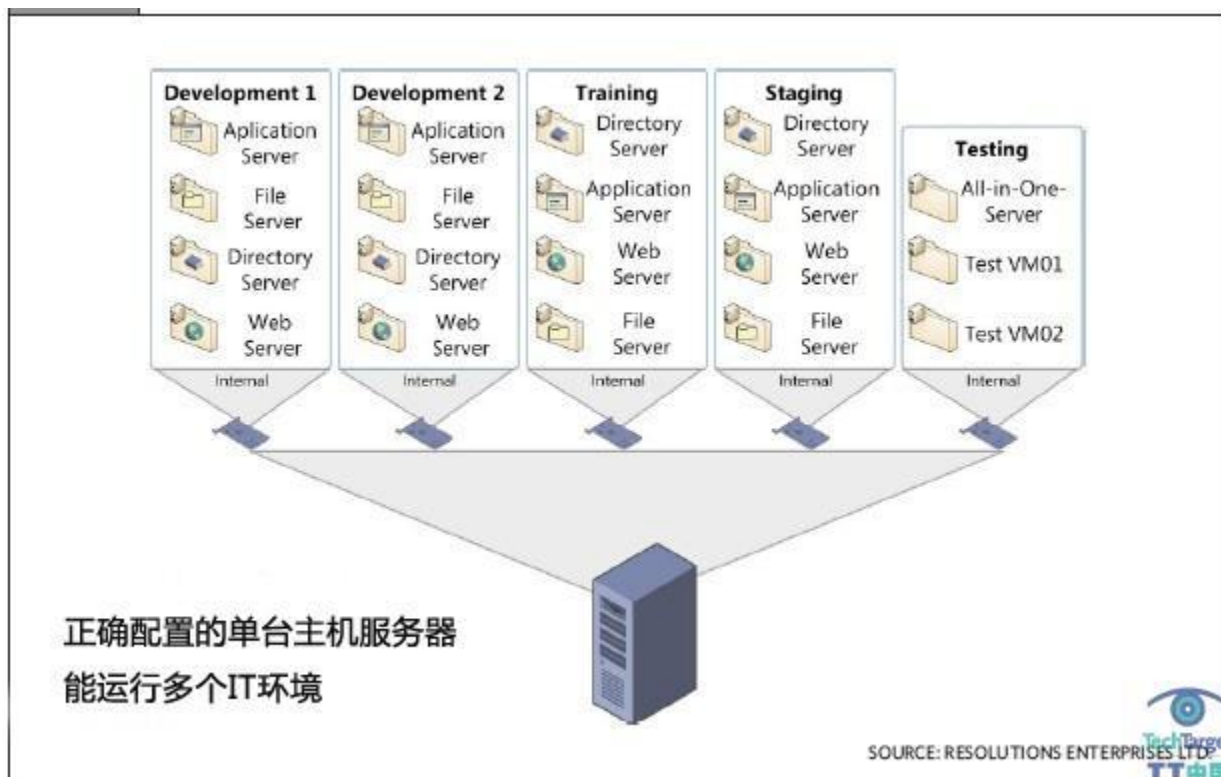 Development 1
Aplication
Server
File
Server
Directory
Server
Web
Server
Internal
Development 2
Aplication
Server
File
Server
Directory
Server
Web
Server
Internal
Training
Directory
Server
Application
Server
Web
Server
File
Server
Internal
Staging
Directory
Server
Application
Server
Web
Server
File
Server
Internal
Testing
All-in-One-
Server
Test VM01
Test VM02
Internal
正确配置的单台主机服务器
能运行多个IT环境
SOURCE: RESOLUTIONS ENTERPRISES LTD.
TechTarge